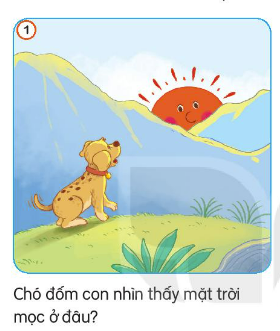 1
Chó đốm con nhìn thấy mặt trời
mọc ở đâu?